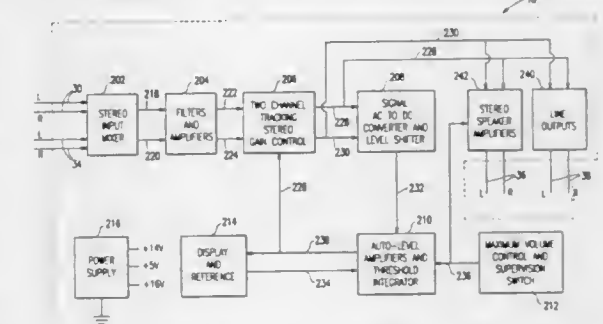 10
230
228
202
204
206
208
242
240
L
R
30
L
R
34
STEREO
INPUT
MIXER
218
220
FILTERS
AND
AMPLIFIERS
222
224
TWO CHANNEL
TRACKING
STEREO
GAIN CONTROL
228
230
SIGNAL
AC TO DC
CONVERTER AND
LEVEL SHIFTER
STEREO
SPEAKER
AMPLIFIERS
LINE
OUTPUTS
36
L
R
38
L
R
226
232
216
POWER
SUPPLY
+14V
+5V
+16V
214
DISPLAY
AND
REFERENCE
238
234
210
AUTO-LEVEL
AMPLIFIERS AND
THRESHOLD
INTEGRATOR
236
MAXIMUM VOLUME
CONTROL AND
SUPERVISION
SWITCH
212